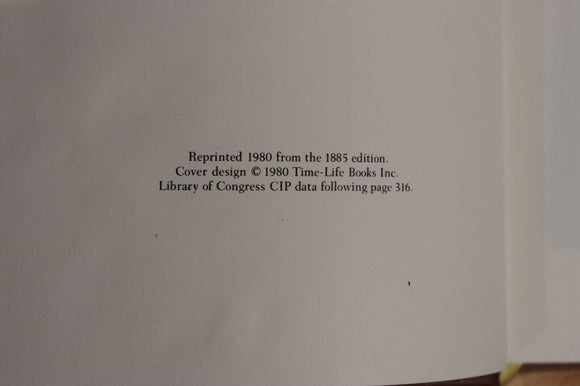 Reprinted 1980 from the 1885 edition.
Cover design © 1980 Time-Life Books Inc.
Library of Congress CIP data following page 316.